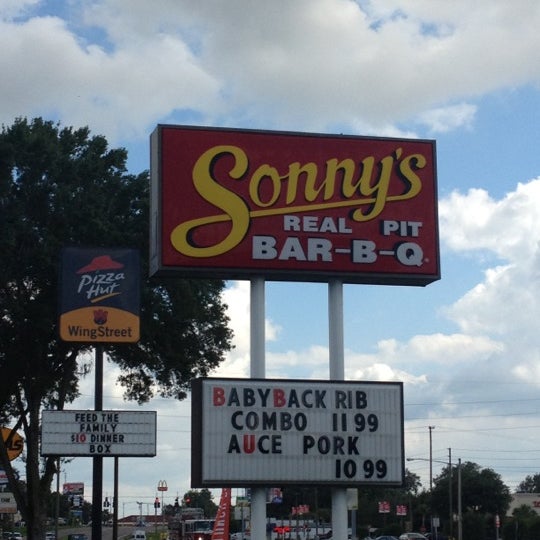 Sonny's
REAL PIT
BAR-B-Q
BABYBACK RIB
COMBO 11 99
AUCE PORK
10 99
Pizza
Hut
WingStreet
FEED THE
FAMILY
$10 DINNER
BOX